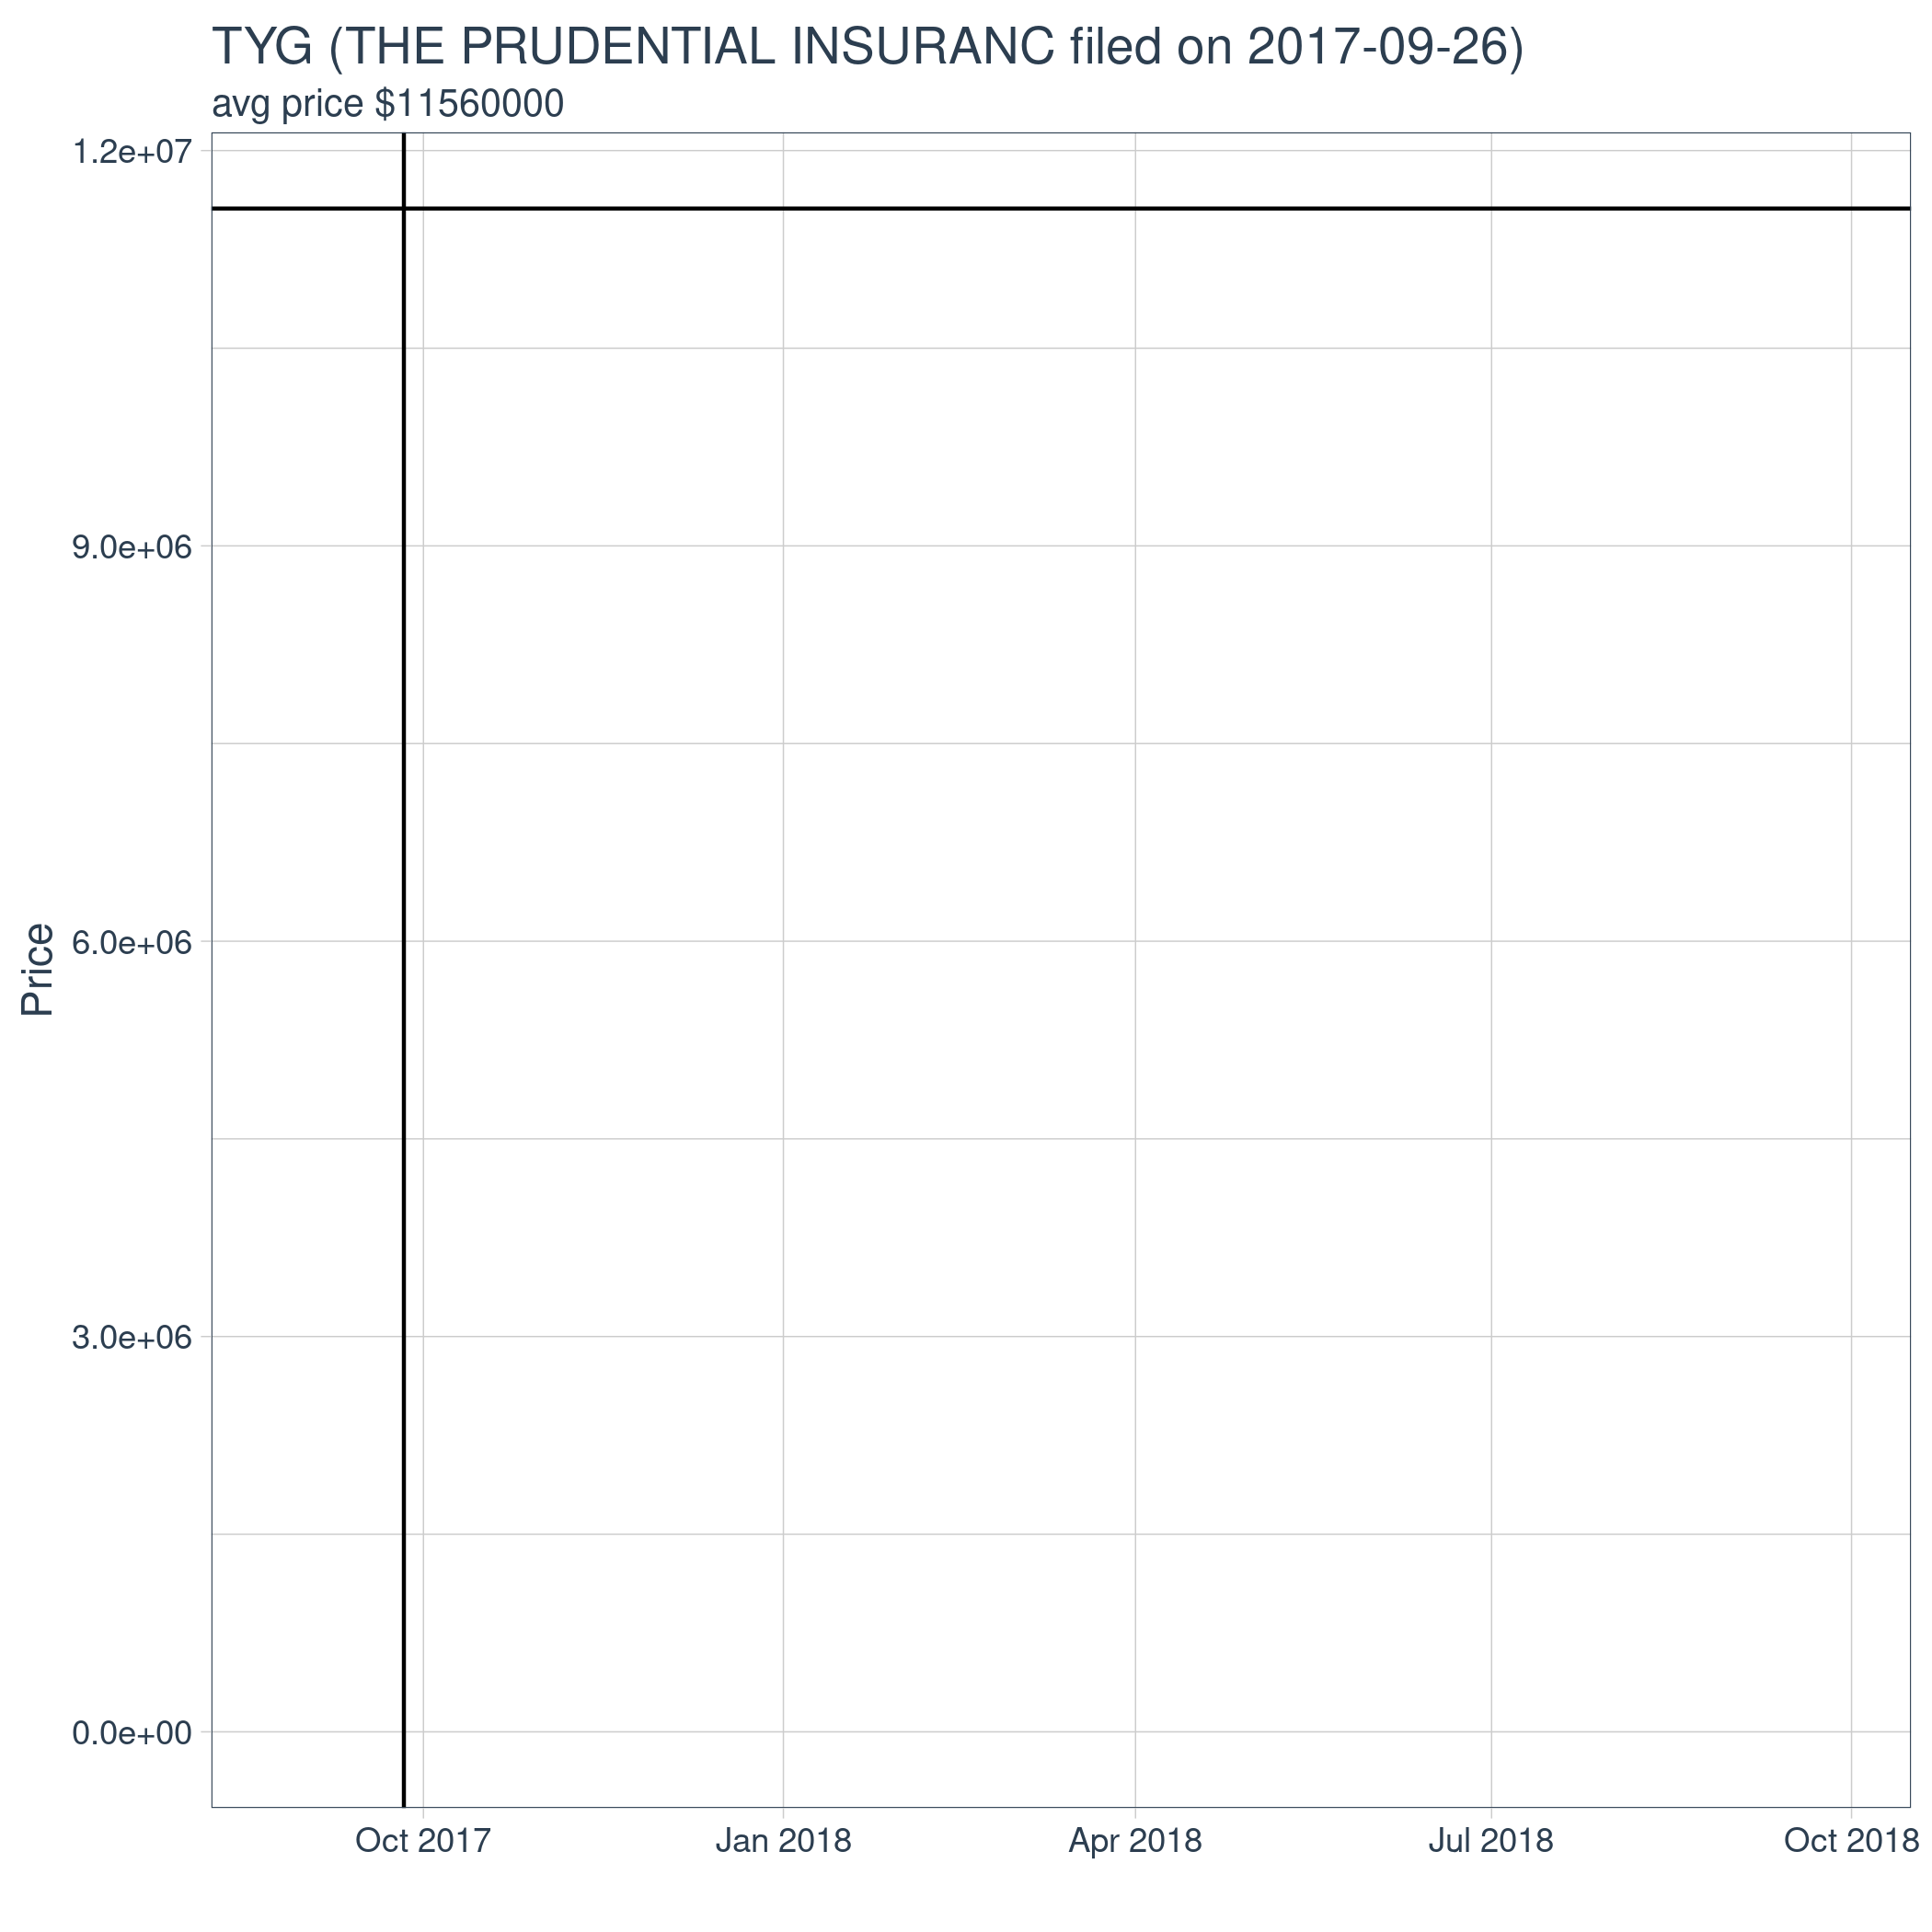 TYG (THE PRUDENTIAL INSURANC filed on 2017-09-26)
avg price $11560000
1.2e+07
9.0e+06
6.0e+06
3.0e+06
0.0e+00
Price
Oct 2017
Jan 2018
Apr 2018
Jul 2018
Oct 2018